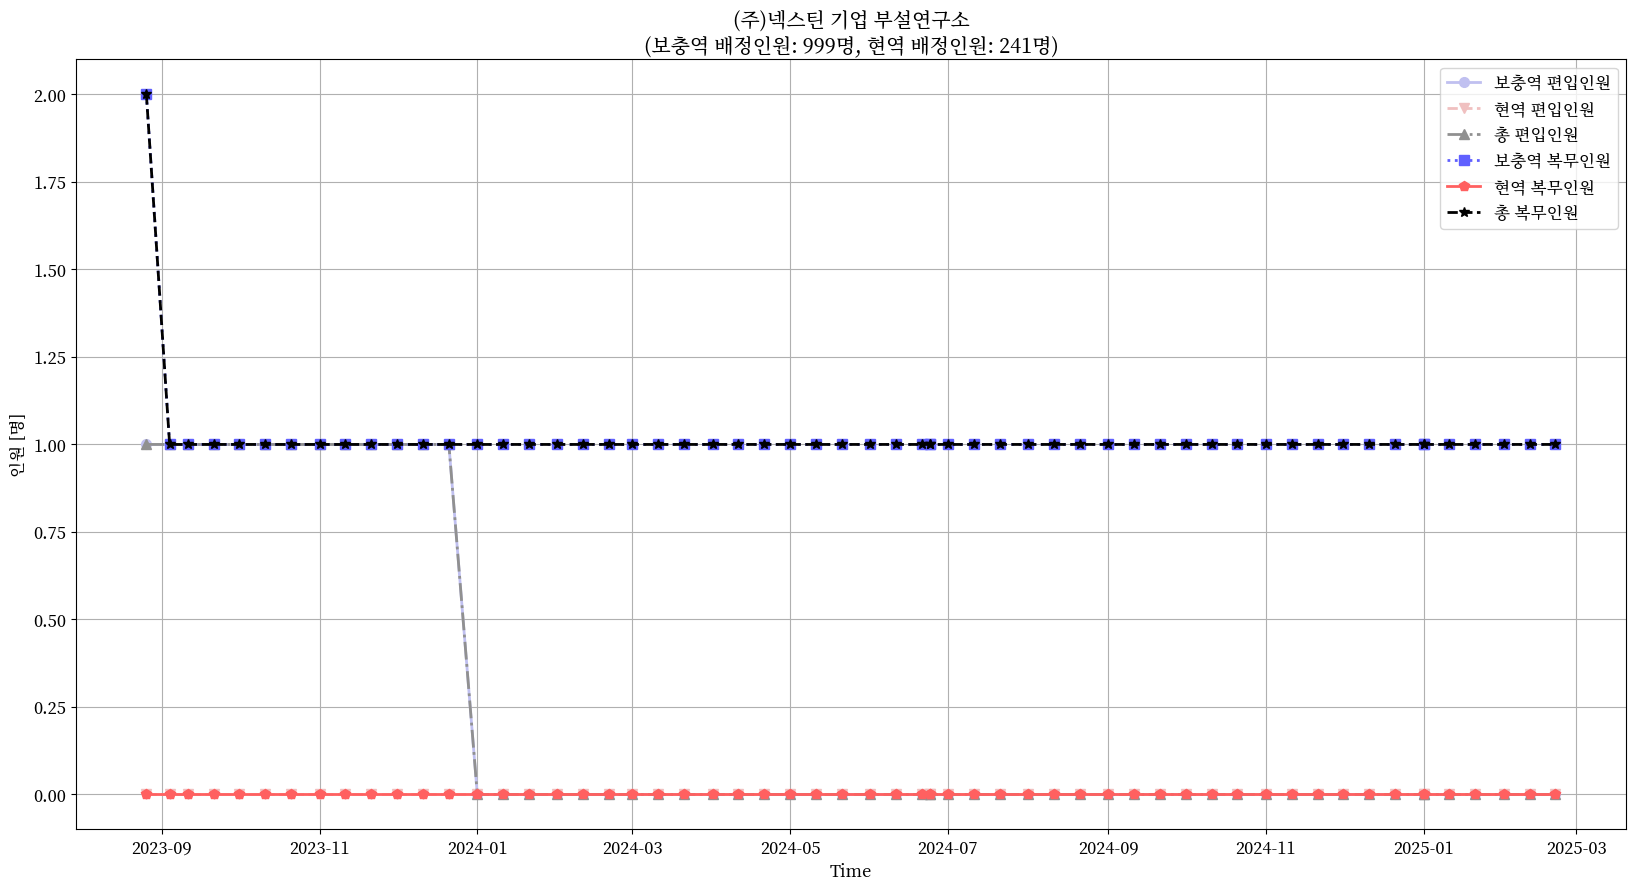 (주)넥스틴 기업 부설연구소
(보충역 배정인원: 999명, 현역 배정인원: 241명)
보충역 편입인원
현역 편입인원
총 편입인원
보충역 복무인원
현역 복무인원
총 복무인원
인원 [명]
2.00
1.75
1.50
1.25
1.00
0.75
0.50
0.25
0.00
2023-09
2023-11
2024-01
2024-03
2024-05
2024-07
2024-09
2024-11
2025-01
2025-03
Time